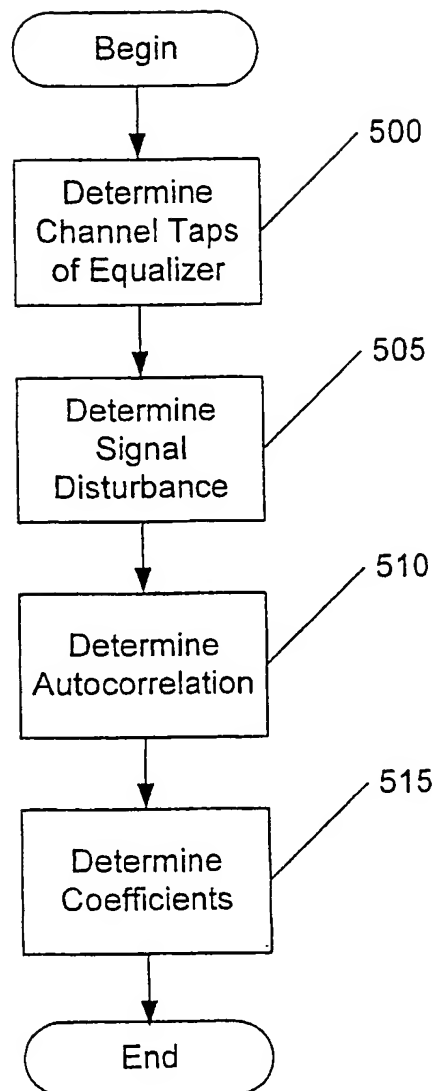 Begin
500
Determine
Channel Taps
of Equalizer
505
Determine
Signal
Disturbance
510
Determine
Autocorrelation
515
Determine
Coefficients
End